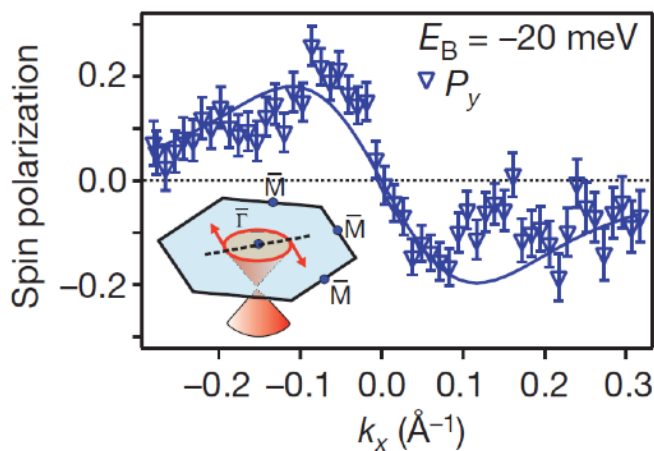 E_B = −20 meV
P_y
Spin polarization
0.2
0.0
−0.2
M̄
Γ̄
M̄
M̄
−0.2 −0.1 0.0 0.1 0.2 0.3
k_x (Å⁻¹)